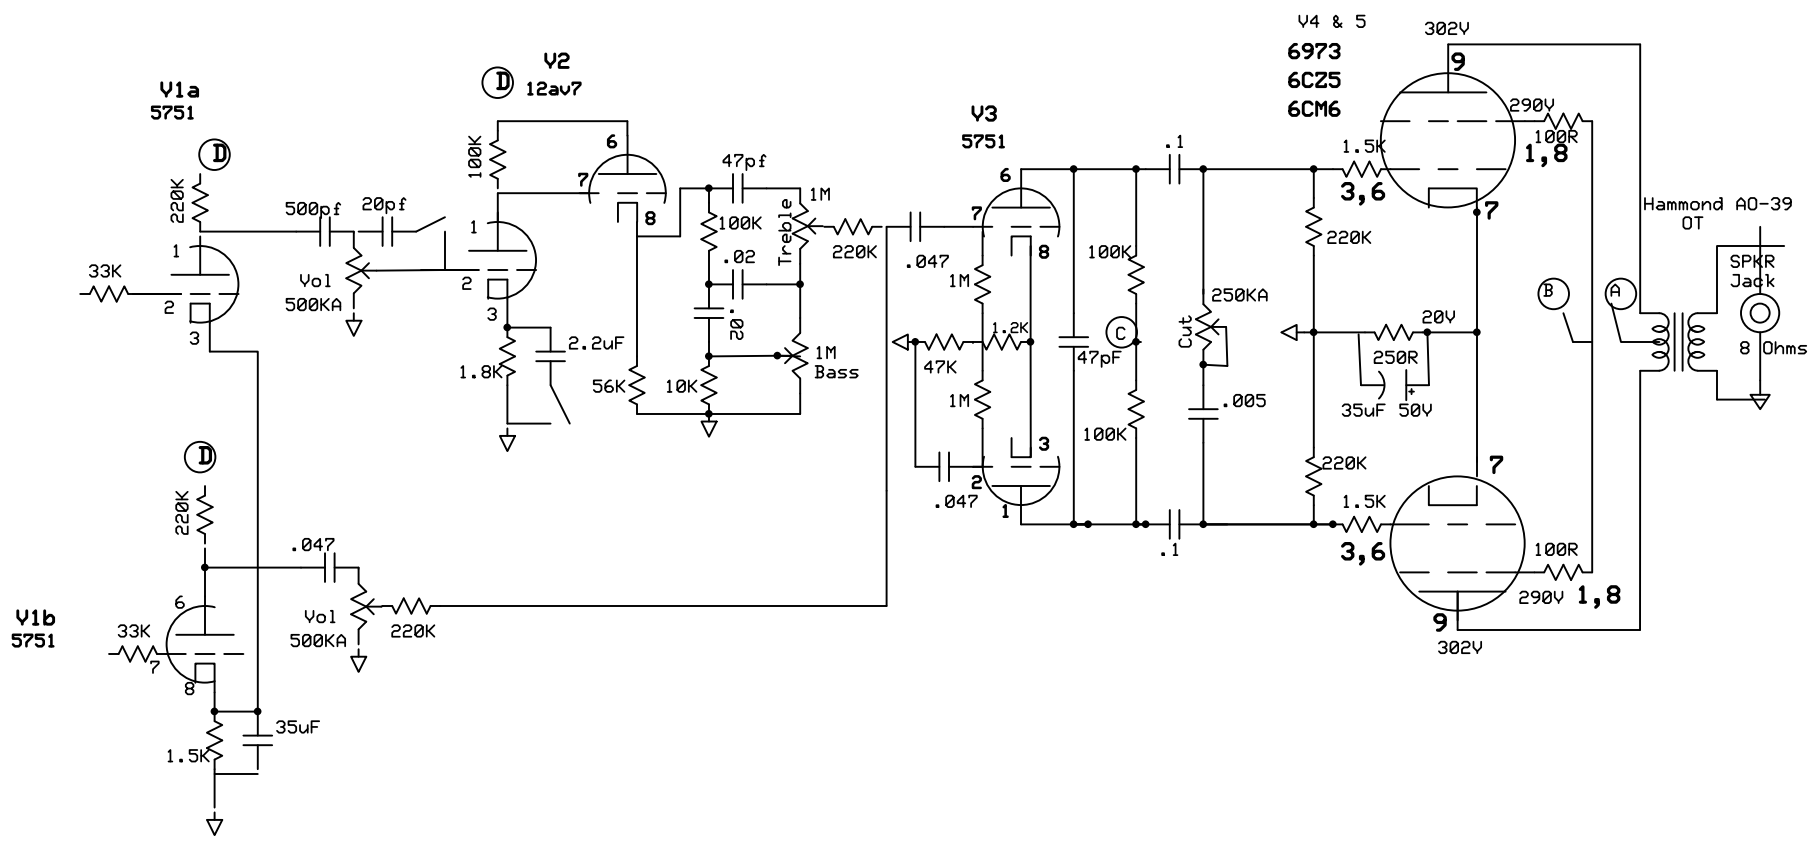 V4 & 5
302V
6973
6CZ5
6CM6
9
V2
D
12av7
V1a
5751
290V
100R
1,8
V3
5751
.1
1.5K
3,6
D
100K
6
7
47pf
1M
6
7
220K
500pf
20pf
8
100K
Treble
220K
7
Hammond AO-39
OT
1
1
220K
.02
.047
8
100K
SPKR
Jack
33K
Vol
500KA
2
2
1M
250KA
B
A
3
3
2.2uF
.02
1.2K
C
Cut
20V
1.8K
56K
10K
1M
Bass
47K
47pF
250R
8 Ohms
1M
.005
35uF
50V
+
100K
3
D
220K
7
2
.047
1
1.5K
220K
.047
.1
3,6
100R
6
V1b
5751
33K
7
Vol
500KA
220K
290V
1,8
9
302V
8
35uF
1.5K